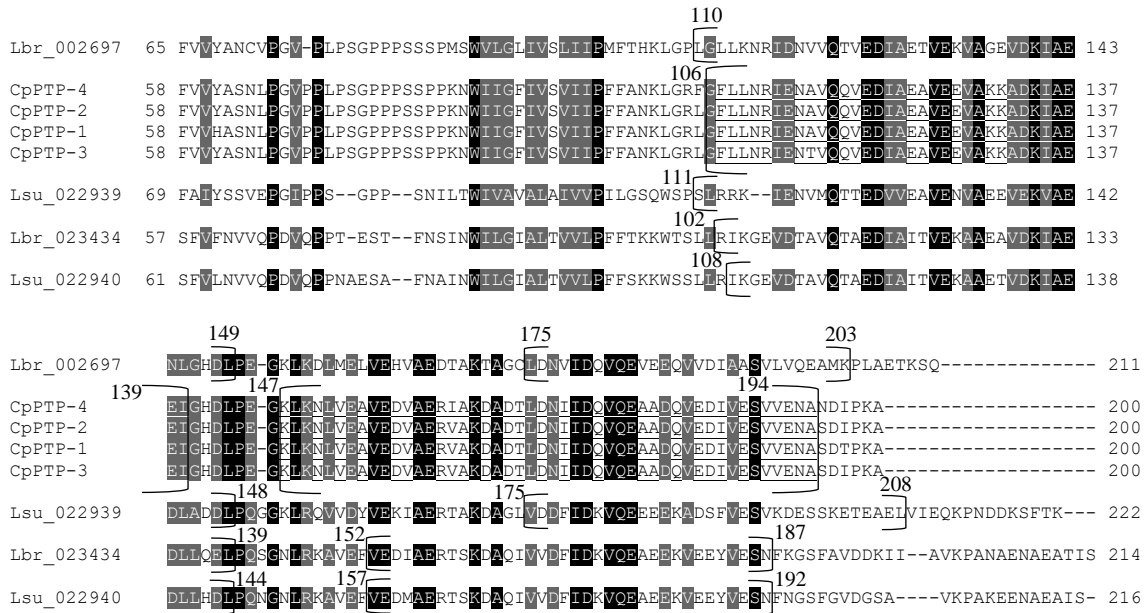 110
Lbr_002697 65 FVVYANCVPGV-PLPSGPPPSSSPMSWVLGLIVSLIIPMFTHKLGPLGLLKNRIDNVVQTVEDIAETVEKVAGEVDKIAE 143
106
CpPTP-4 58 FVVYASNLPGVPPLPSGPPPSSPPKNWIIGFIVSVIIPFFANKLGRFGFLLNRIENAVQQVEDIAEAVEEVAKKADKIAE 137
CpPTP-2 58 FVVYASNLPGVPPLPSGPPPSSPPKNWIIGFIVSVIIPFFANKLGRLGFLLNRIENAVQQVEDIAEAVEEVAKKADKIAE 137
CpPTP-1 58 FVVHASNLPGVPPLPSGPPPSSPPKNWIIGFIVSVIIPFFANKLGRLGFLLNRIENAVQQVEDIAEAVEEVAKKADKIAE 137
CpPTP-3 58 FVVYASNLPGVPPLPSGPPPSSPPKNWIIGFIVSVIIPFFANKLGRLGFLLNRIENTVQQVEDIAEAVEEVAKKADKIAE 137
111
Lsu_022939 69 FAIYSSVEPGIPPS--GPP--SNILTWIVAVALAIVVPILGSQWSPSLRRK--IENVMQTTEDVVEAVENVAEEVEKVAE 142
102
Lbr_023434 57 SFVFNVVQPDVQPPT-EST--FNSINWILGIALTVVLPFFTKKWTSLLRIKGEVDTAVQTAEDIAITVEKAAEAVDKIAE 133
108
Lsu_022940 61 SFVLNVVQPDVQPPNAESA--FNAINWILGIALTVVLPFFSKKWSSLLRIKGEVDTAVQTAEDIAITVEKAAETVDKIAE 138
149 175 203
Lbr_002697 NLGHDLPE-GKLKDLMELVEHVAEDTAKTAGCLDNVIDQVQEVEEQVVDIAASVLVQEAMKPLAETKSQ------------- 211
139 147 194
CpPTP-4 EIGHDLPE-GKLKNLVEAVEDVAERIAKDADTLDNIIDQVQEAADQVEDIVESVVENANDIPKA------------------ 200
CpPTP-2 EIGHDLPE-GKLKNLVEAVEDVAERVAKDADTLDNIIDQVQEAADQVEDIVESVVENASDIPKA------------------ 200
CpPTP-1 EIGHDLPE-GKLKNLVEAVEDVAERVAKDADTLDNIIDQVQEAADQVEDIVESVVENASDTPKA------------------ 200
CpPTP-3 EIGHDLPE-GKLKNLVEAVEDVAERVAKDADTLDNIIDQVQEAADQVEDIVESVVENASDIPKA------------------ 200
148 175 208
Lsu_022939 DLADDLPQGGKLRQVVDYVEKIAERTAKDAGLVDDFIDKVQEEEEKADSFVESVKDESSKETEAELVIEQKPNDDKSFTK--- 222
139 152 187
Lbr_023434 DLLQELPQSGNLRKAVEFVEDIAERTSKDAQIVVDFIDKVQEAEEKVEEYVESNFKGSFAVDDKII--AVKPANAENAEATIS 214
144 157 192
Lsu_022940 DLLHDLPQNGNLRKAVEFVEDMAERTSKDAQIVVDFIDKVQEAEEKVEEYVESNFNGSFGVDGSA---VKPAKEENAEAIS- 216